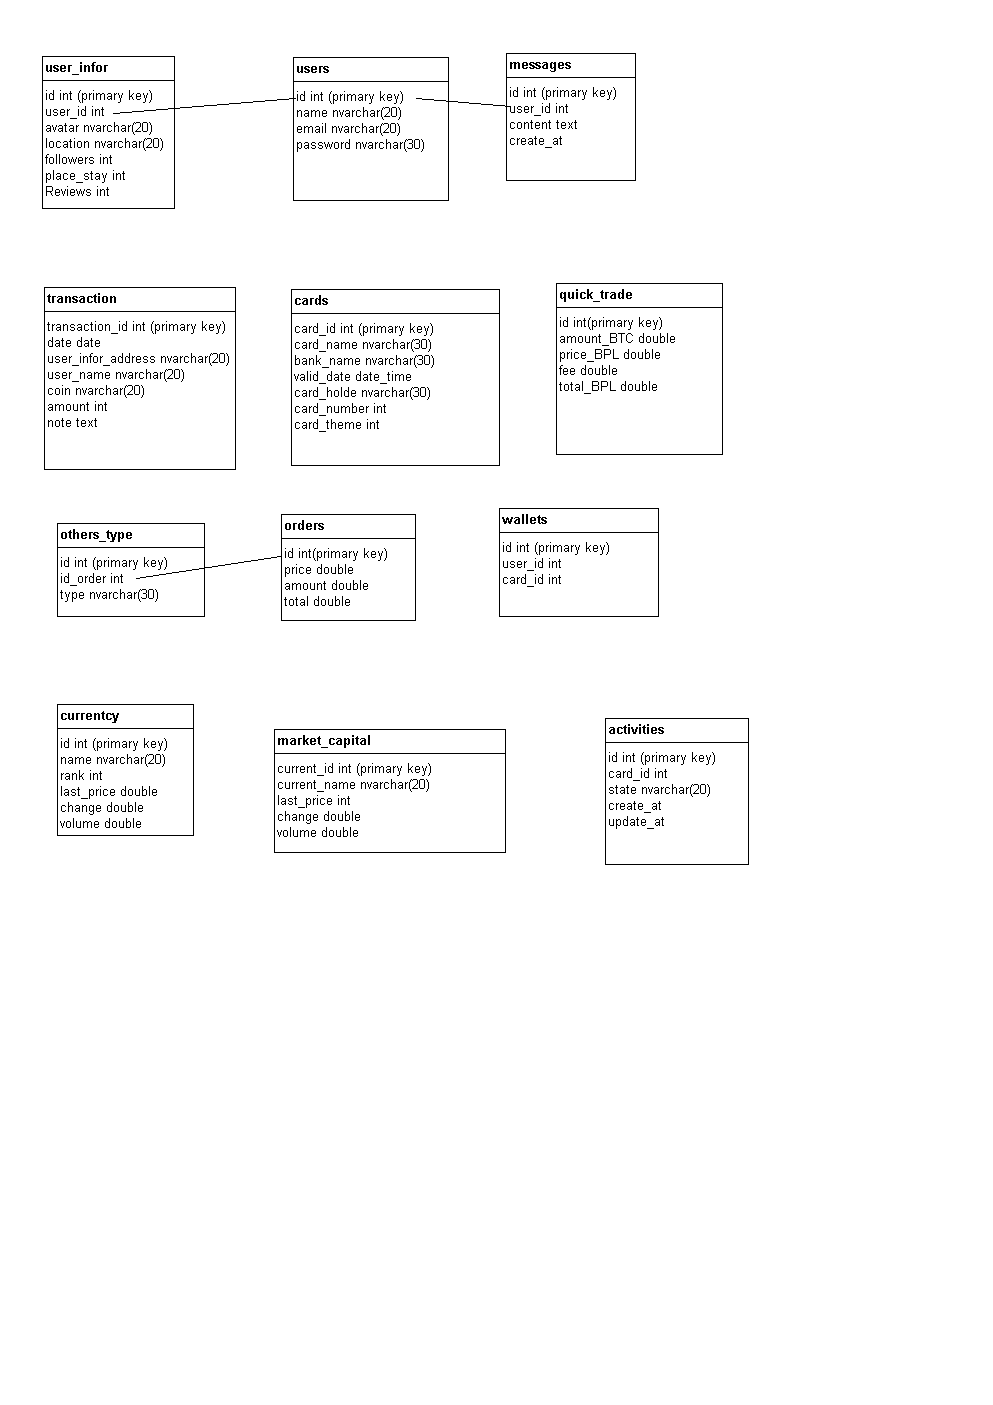 user_infor
id int (primary key)
user_id int
avatar nvarchar(20)
location nvarchar(20)
followers int
place_stay int
Reviews int
users
id int (primary key)
name nvarchar(20)
email nvarchar(20)
password nvarchar(30)
messages
id int (primary key)
user_id int
content text
create_at
transaction
transaction_id int (primary key)
date date
user_infor_address nvarchar(20)
user_name nvarchar(20)
coin nvarchar(20)
amount int
note text
cards
card_id int (primary key)
card_name nvarchar(30)
bank_name nvarchar(30)
valid_date date_time
card_holde nvarchar(30)
card_number int
card_theme int
quick_trade
id int(primary key)
amount_BTC double
price_BPL double
fee double
total_BPL double
others_type
id int (primary key)
id_order int
type nvarchar(30)
orders
id int(primary key)
price double
amount double
total double
wallets
id int (primary key)
user_id int
card_id int
currentcy
id int (primary key)
name nvarchar(20)
rank int
last_price double
change double
volume double
market_capital
current_id int (primary key)
current_name nvarchar(20)
last_price int
change double
volume double
activities
id int (primary key)
card_id int
state nvarchar(20)
create_at
update_at